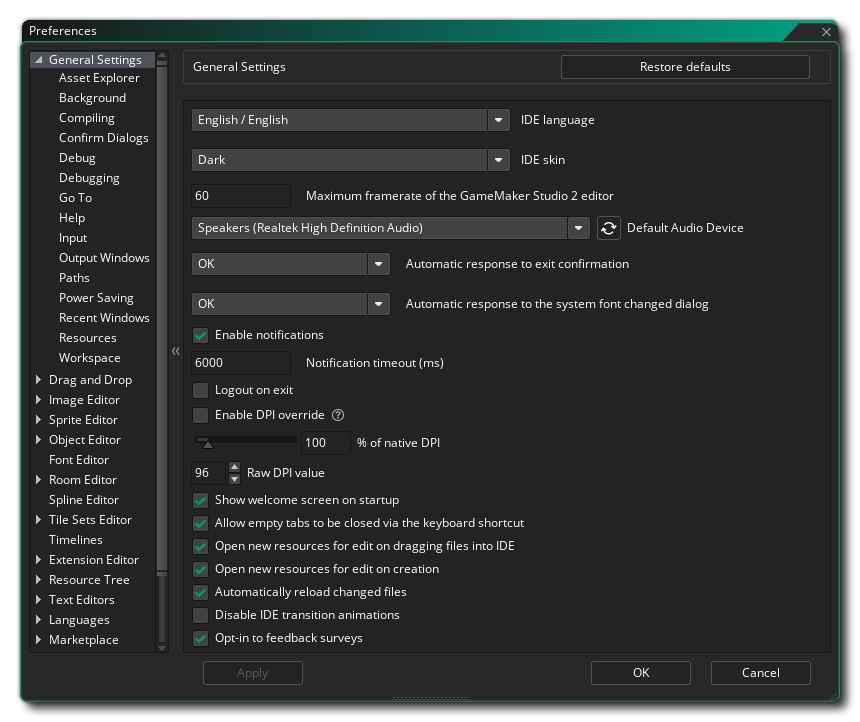 Preferences
General Settings
Asset Explorer
Background
Compiling
Confirm Dialogs
Debug
Debugging
Go To
Help
Input
Output Windows
Paths
Power Saving
Recent Windows
Resources
Workspace
Drag and Drop
Image Editor
Sprite Editor
Object Editor
Font Editor
Room Editor
Spline Editor
Tile Sets Editor
Timelines
Extension Editor
Resource Tree
Text Editors
Languages
Marketplace
General Settings Restore defaults
English / English IDE language
Dark IDE skin
60 Maximum framerate of the GameMaker Studio 2 editor
Speakers (Realtek High Definition Audio) Default Audio Device
OK Automatic response to exit confirmation
OK Automatic response to the system font changed dialog
Enable notifications
6000 Notification timeout (ms)
Logout on exit
Enable DPI override ?
100 % of native DPI
96 Raw DPI value
Show welcome screen on startup
Allow empty tabs to be closed via the keyboard shortcut
Open new resources for edit on dragging files into IDE
Open new resources for edit on creation
Automatically reload changed files
Disable IDE transition animations
Opt-in to feedback surveys
Apply OK Cancel